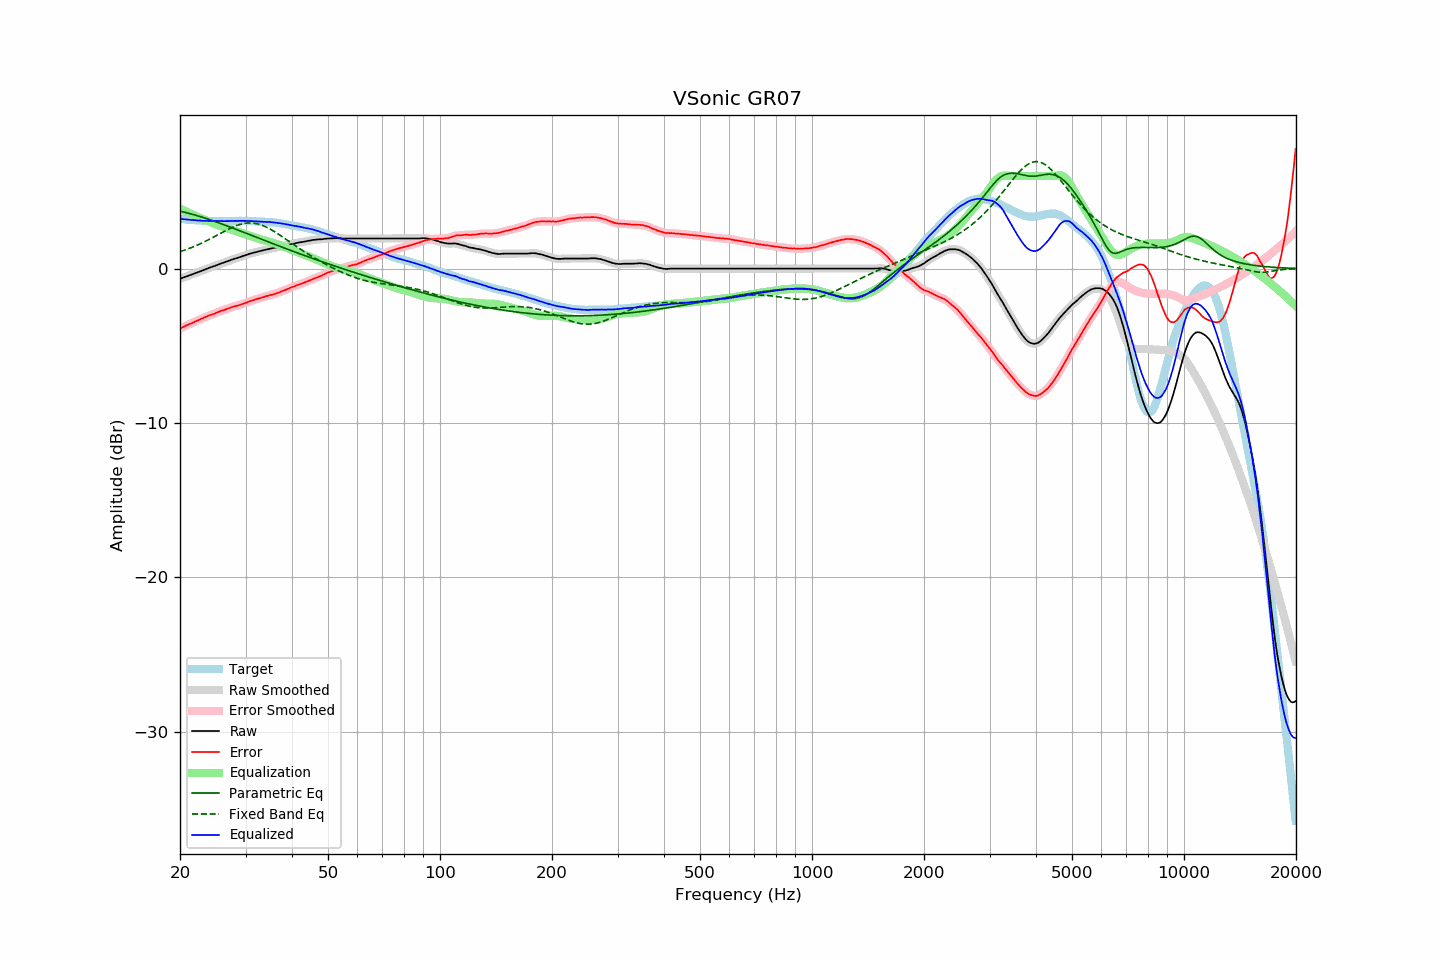 VSonic GR07
Amplitude (dBr)
0
−10
−20
−30
Target
Raw Smoothed
Error Smoothed
Raw
Error
Equalization
Parametric Eq
Fixed Band Eq
Equalized
20 50 100 200 500 1000 2000 5000 10000 20000
Frequency (Hz)